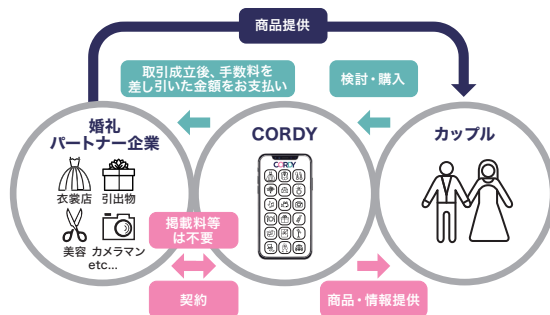 商品提供
取引成立後、手数料を
差し引いた金額をお支払い
検討・購入
婚礼
パートナー企業
衣裳店 引出物
美容 カメラマン
etc...
CORDY
CORDY
カップル
掲載料等
は不要
契約
商品・情報提供